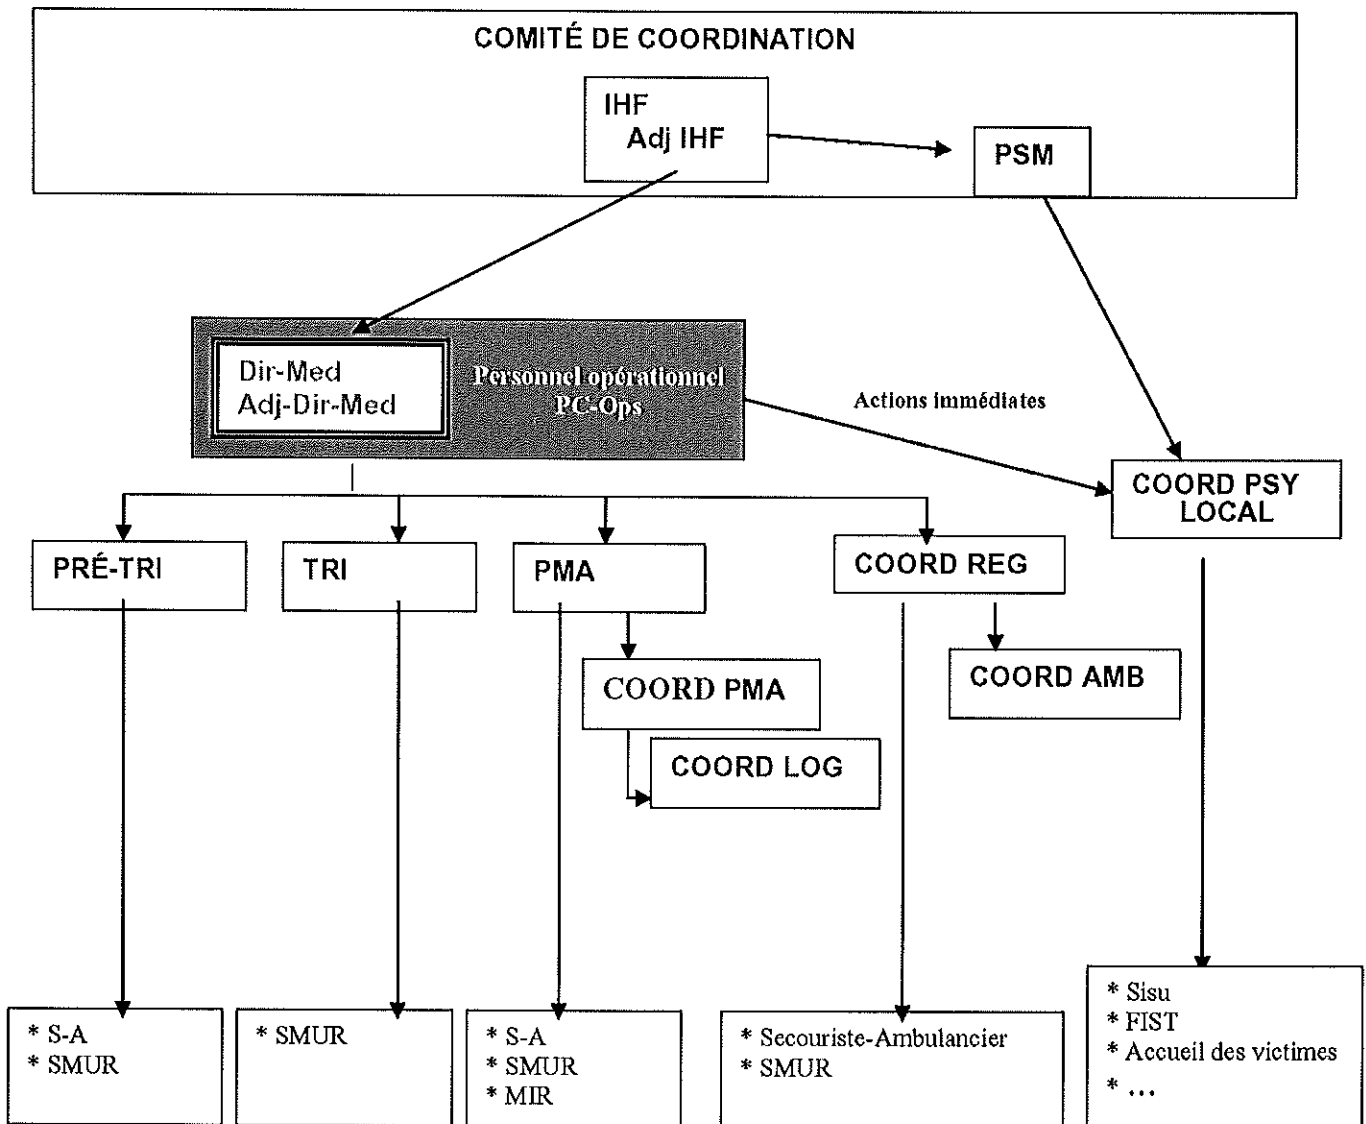 COMITÉ DE COORDINATION
IHF
Adj IHF
PSM
Dir-Med
Adj-Dir-Med
Personnel opérationnel
PC-Ops
Actions immédiates
COORD PSY
LOCAL
PRÉ-TRI
TRI
PMA
COORD REG
COORD PMA
COORD AMB
COORD LOG
* S-A
* SMUR
* SMUR
* S-A
* SMUR
* MIR
* Secouriste-Ambulancier
* SMUR
* Sisu
* FIST
* Accueil des victimes
* ...